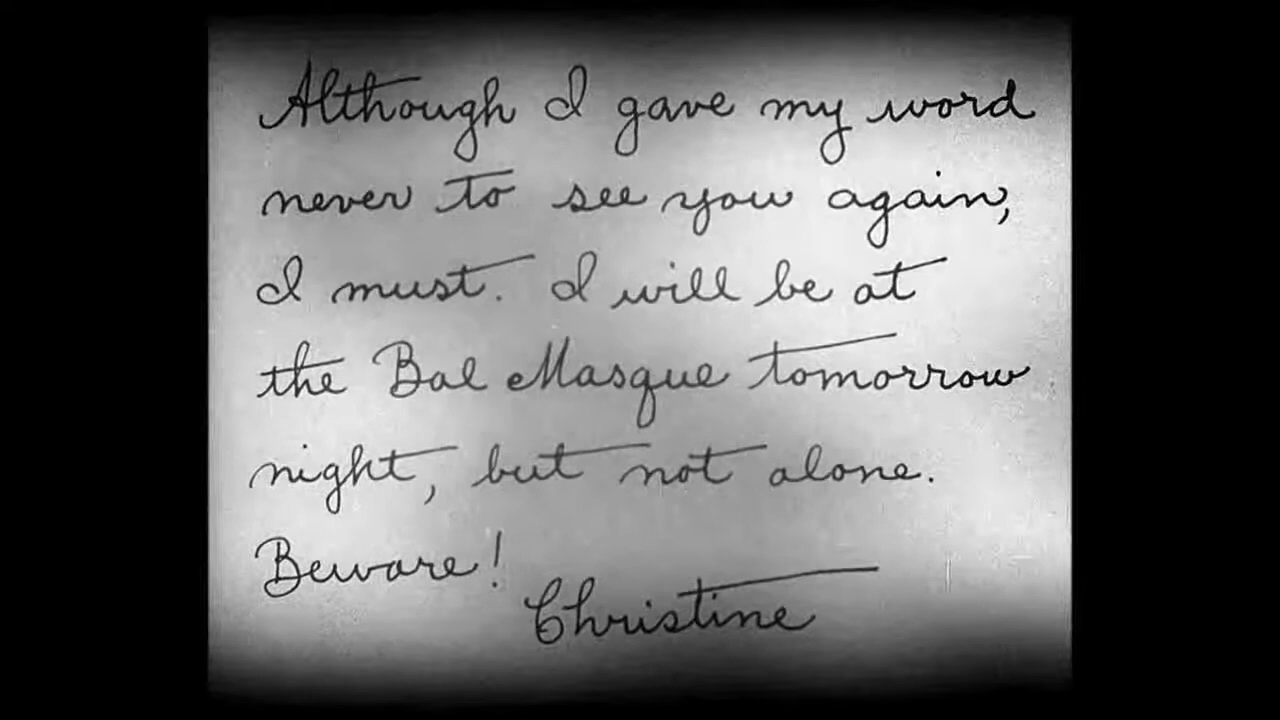 Although I gave my word
never to see you again,
I must. I will be at
the Bal Masque tomorrow
night, but not alone.
Beware!
Christine